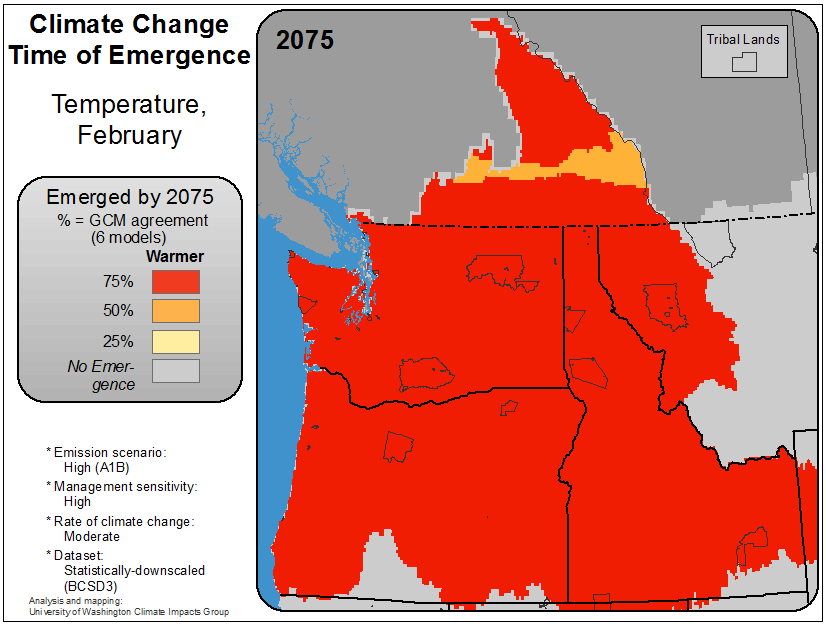 Climate Change
Time of Emergence
Temperature,
February
Emerged by 2075
% = GCM agreement
(6 models)
Warmer
75%
50%
25%
No Emer-
gence
* Emission scenario:
High (A1B)
* Management sensitivity:
High
* Rate of climate change:
Moderate
* Dataset:
Statistically-downscaled
(BCSD3)
Analysis and mapping:
University of Washington Climate Impacts Group
2075
Tribal Lands